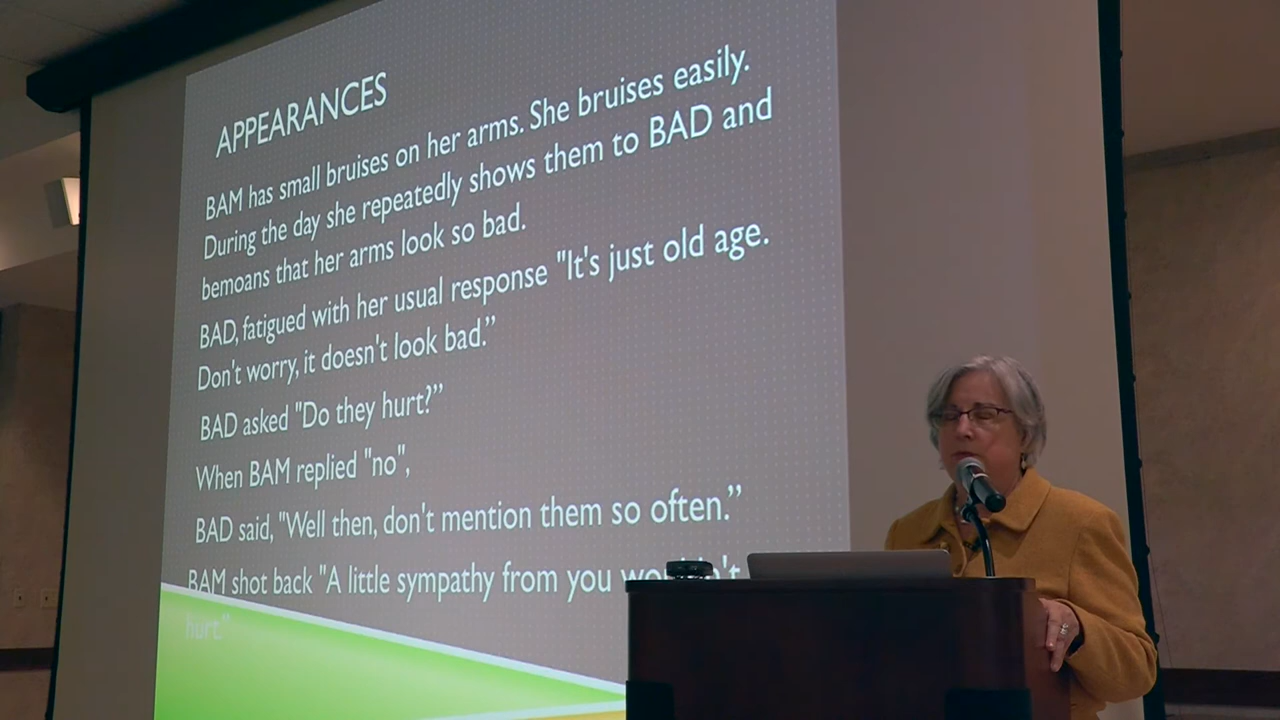 APPEARANCES
BAM has small bruises on her arms. She bruises easily.
During the day she repeatedly shows them to BAD and
bemoans that her arms look so bad.
BAD, fatigued with her usual response "It's just old age.
Don't worry, it doesn't look bad.”
BAD asked "Do they hurt?”
When BAM replied "no",
BAD said, "Well then, don't mention them so often.”
BAM shot back "A little sympathy from you wouldn't
hurt.”